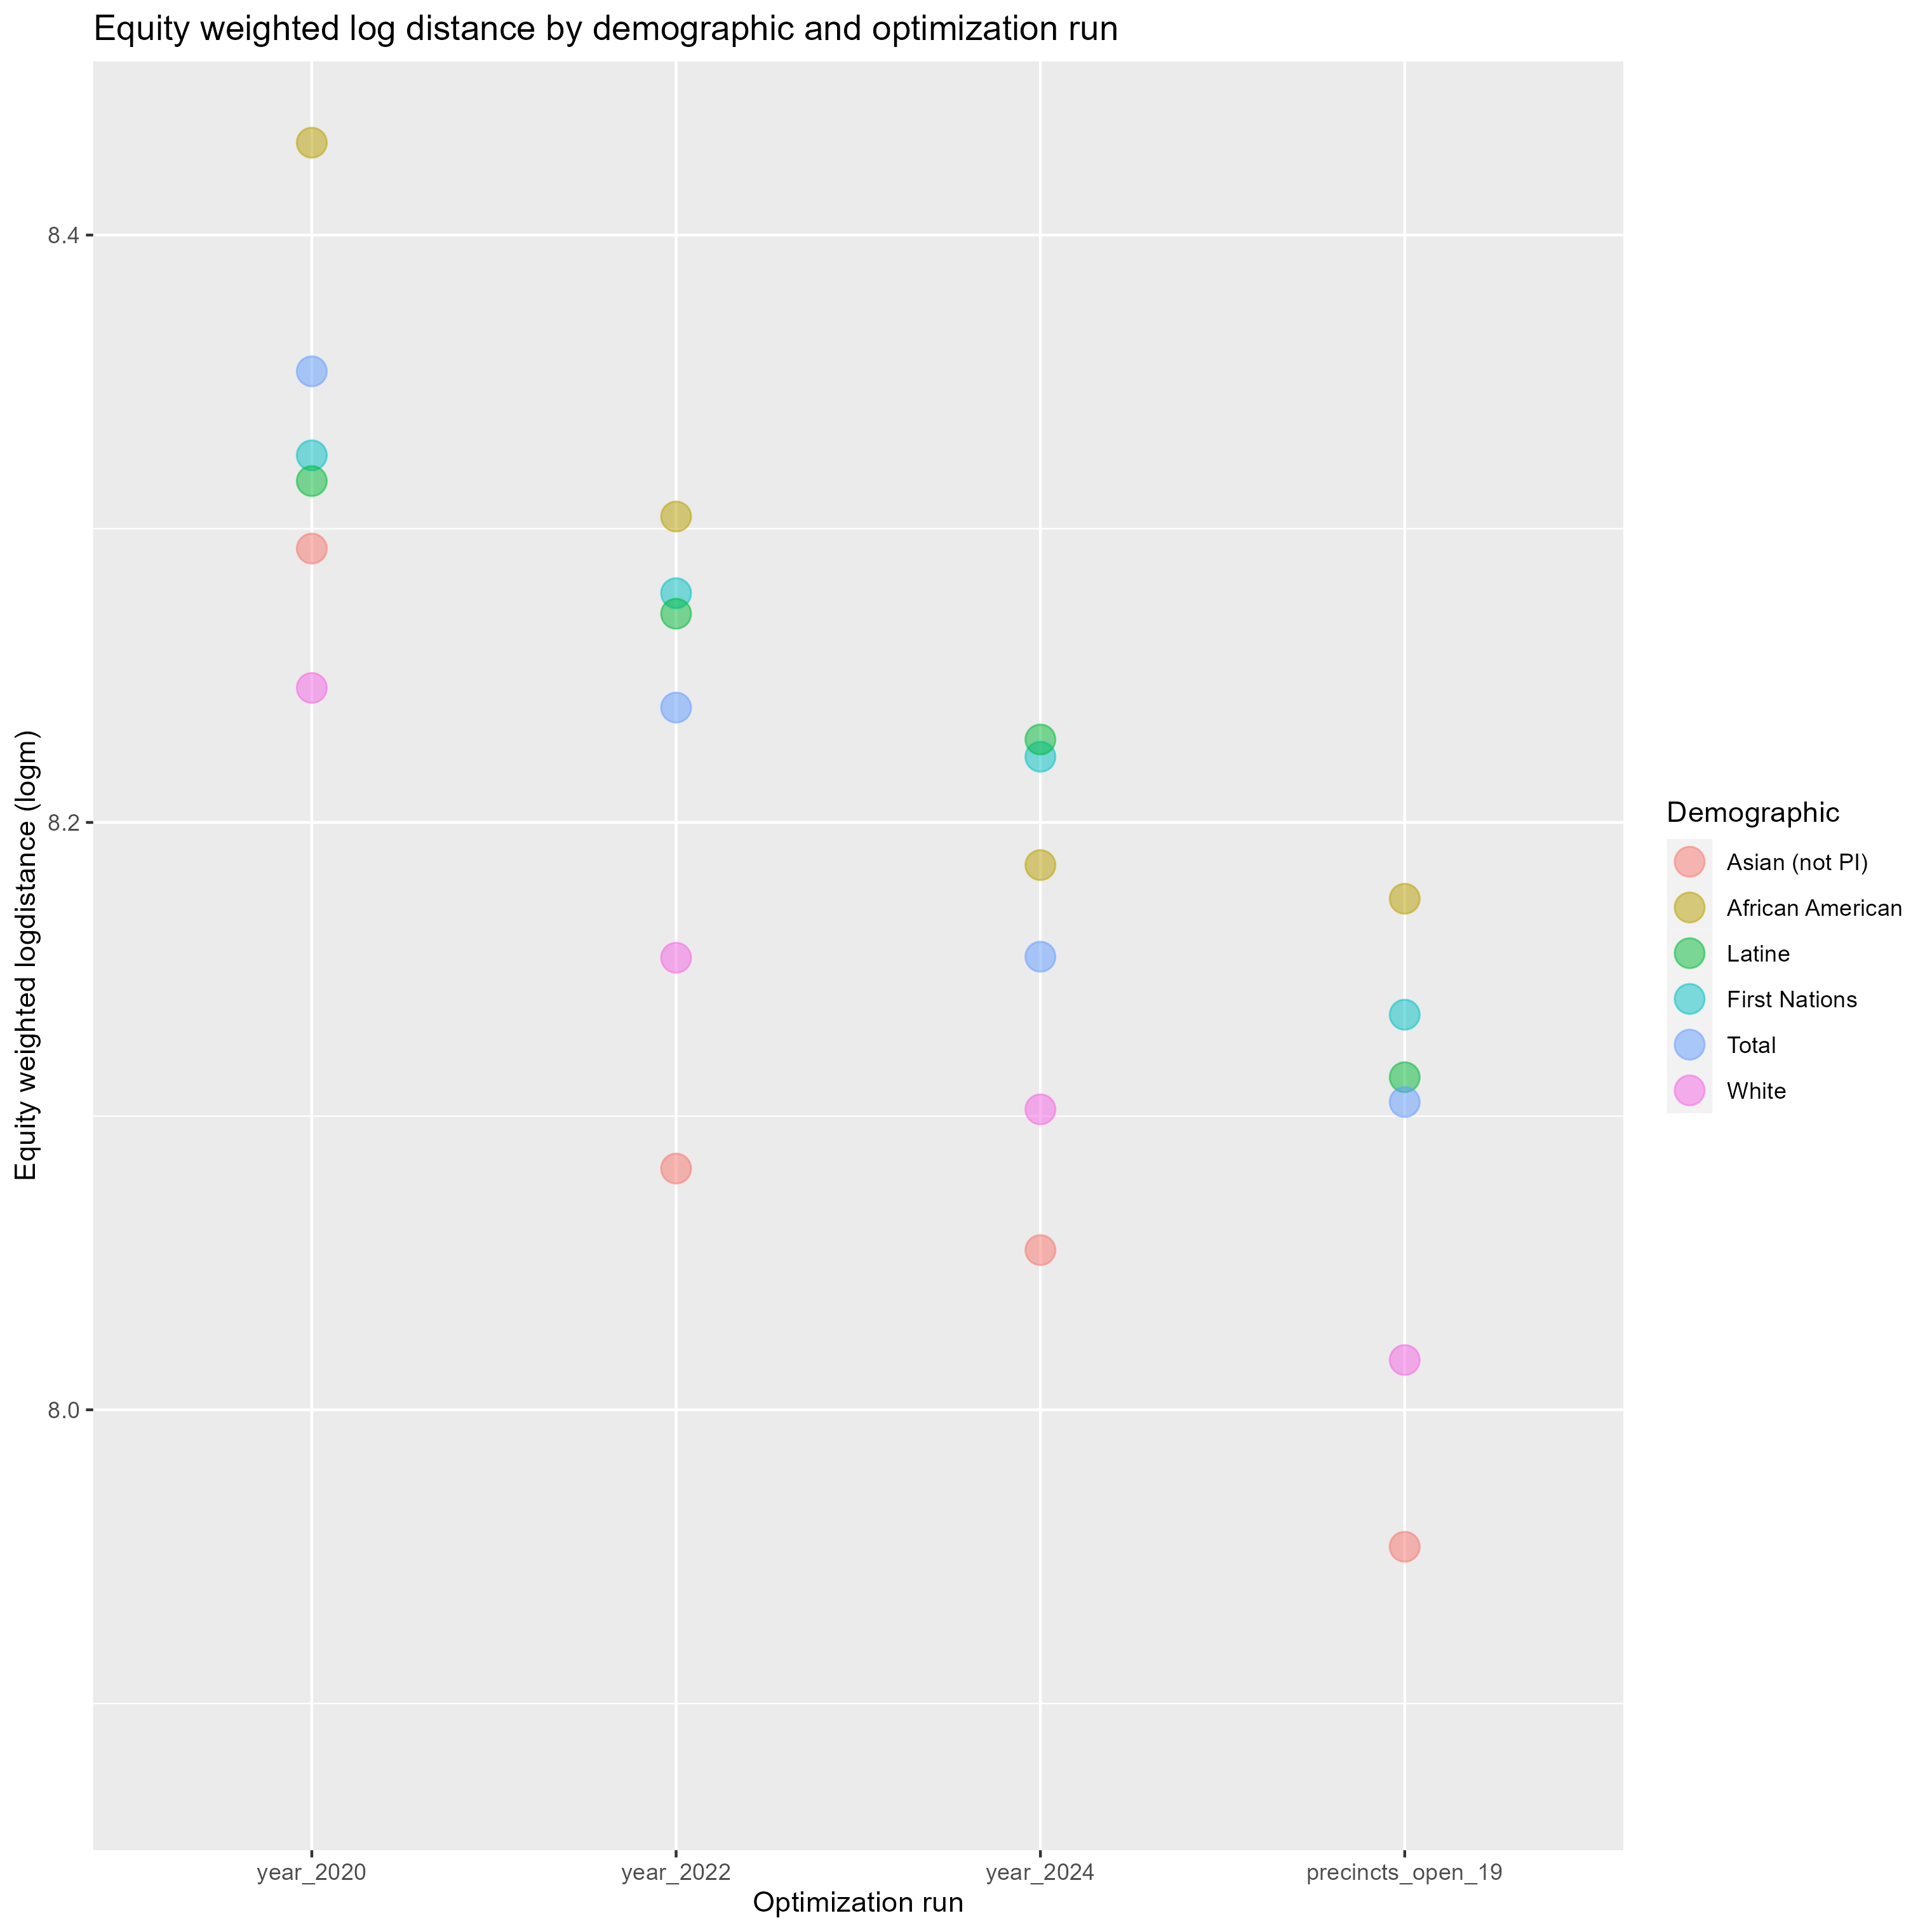 Equity weighted log distance by demographic and optimization run
Equity weighted logdistance (logm)
8.4
8.2
8.0
year_2020
year_2022
year_2024
precincts_open_19
Optimization run
Demographic
Asian (not PI)
African American
Latine
First Nations
Total
White